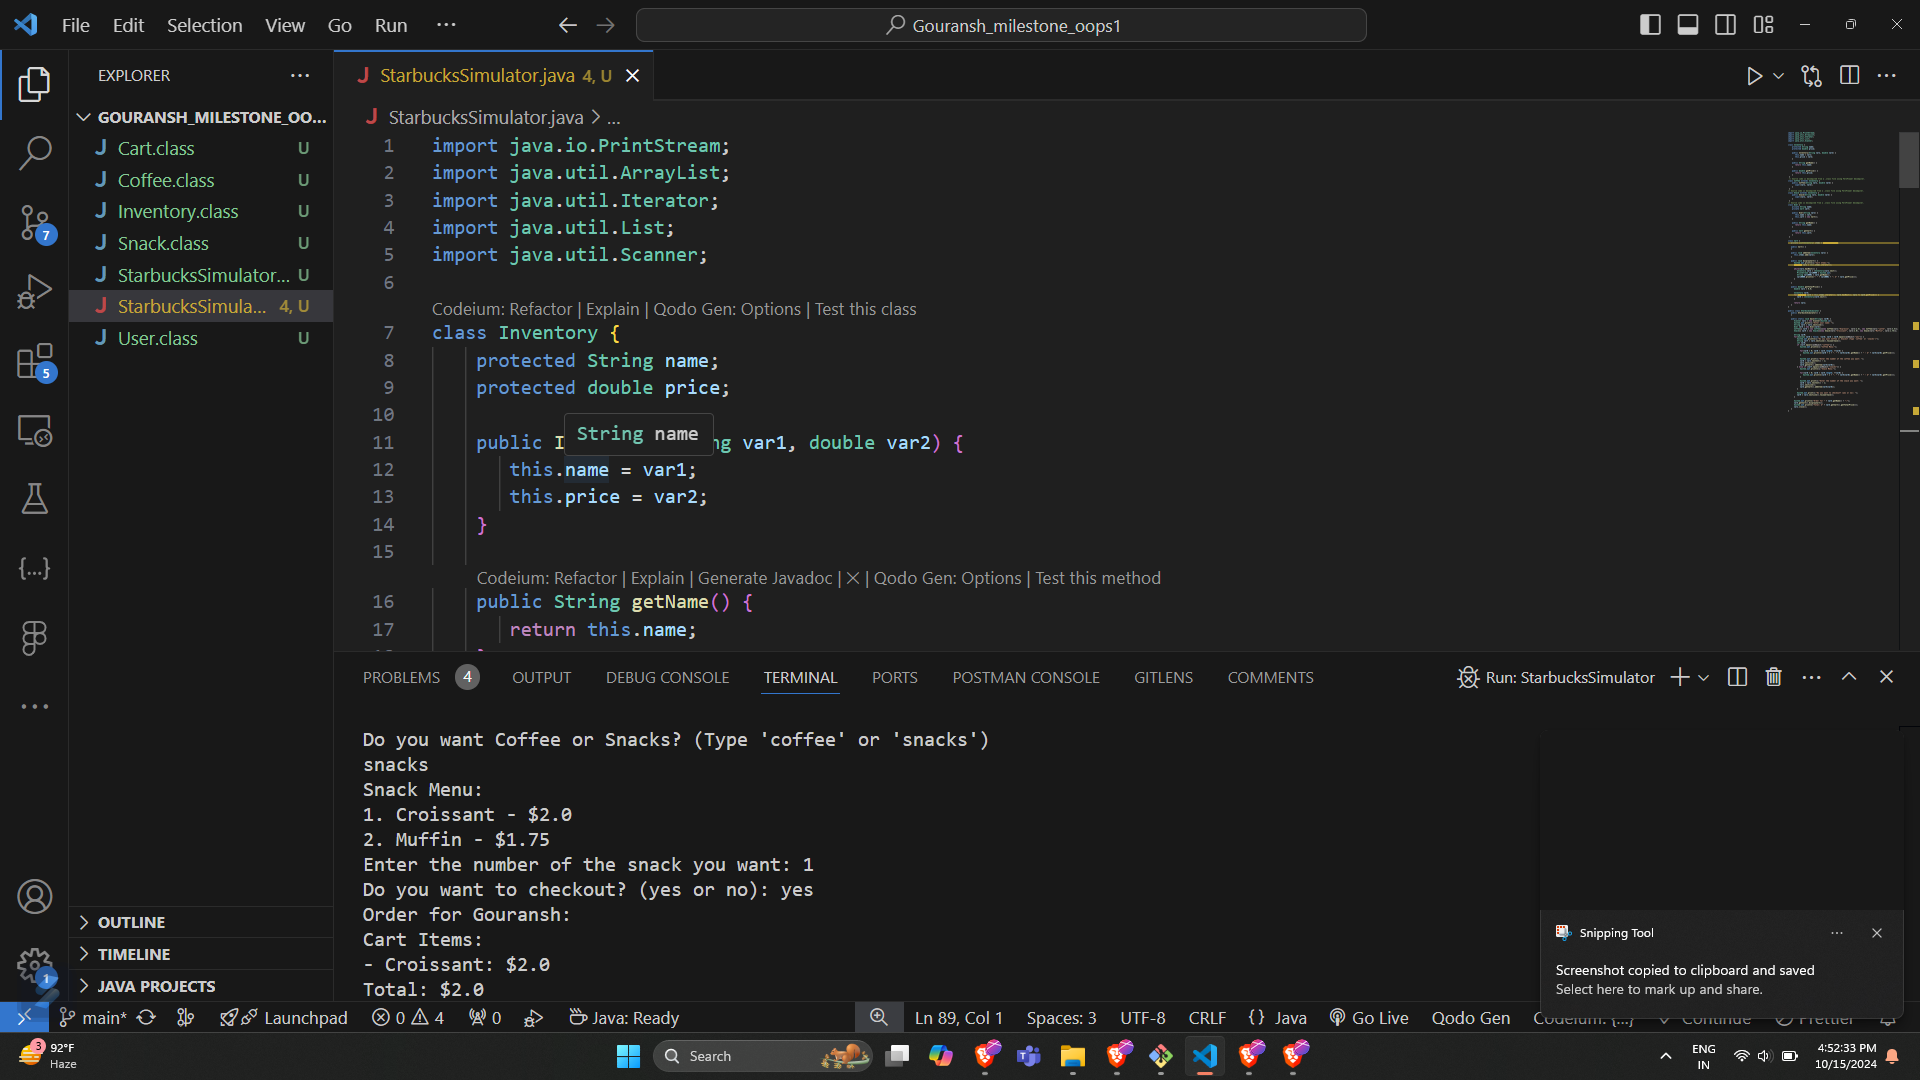 File Edit Selection View Go Run ···
Gouransh_milestone_oops1
EXPLORER
GOURANSH_MILESTONE_OO...
Cart.class U
Coffee.class U
Inventory.class U
Snack.class U
StarbucksSimulator... U
StarbucksSimula... 4, U
User.class U
OUTLINE
TIMELINE
JAVA PROJECTS
7
5
1
StarbucksSimulator.java 4, U
StarbucksSimulator.java > ...
1 import java.io.PrintStream;
2 import java.util.ArrayList;
3 import java.util.Iterator;
4 import java.util.List;
5 import java.util.Scanner;
6
Codeium: Refactor | Explain | Qodo Gen: Options | Test this class
7 class Inventory {
8 protected String name;
9 protected double price;
10
String name
11 public I ng var1, double var2) {
12 this.name = var1;
13 this.price = var2;
14 }
15
Codeium: Refactor | Explain | Generate Javadoc | X | Qodo Gen: Options | Test this method
16 public String getName() {
17 return this.name;
PROBLEMS 4 OUTPUT DEBUG CONSOLE TERMINAL PORTS POSTMAN CONSOLE GITLENS COMMENTS
Run: StarbucksSimulator
Do you want Coffee or Snacks? (Type 'coffee' or 'snacks')
snacks
Snack Menu:
1. Croissant - $2.0
2. Muffin - $1.75
Enter the number of the snack you want: 1
Do you want to checkout? (yes or no): yes
Order for Gouransh:
Cart Items:
- Croissant: $2.0
Total: $2.0
Snipping Tool
Screenshot copied to clipboard and saved
Select here to mark up and share.
main* Launchpad 0 4 0 Java: Ready
Ln 89, Col 1 Spaces: 3 UTF-8 CRLF {} Java Go Live Qodo Gen Codeium: {...} Continue Prettier
3
92°F
Haze
Search
ENG
IN
4:52:33 PM
10/15/2024